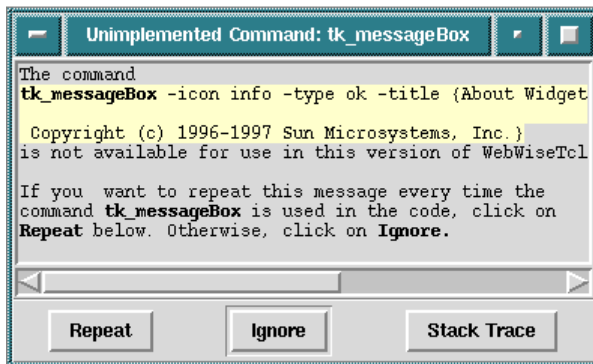 Unimplemented Command: tk_messageBox
The command
tk_messageBox -icon info -type ok -title {About Widget
Copyright (c) 1996-1997 Sun Microsystems, Inc.}
is not available for use in this version of WebWiseTcl
If you  want to repeat this message every time the
command tk_messageBox is used in the code, click on
Repeat below. Otherwise, click on Ignore.
Repeat
Ignore
Stack Trace